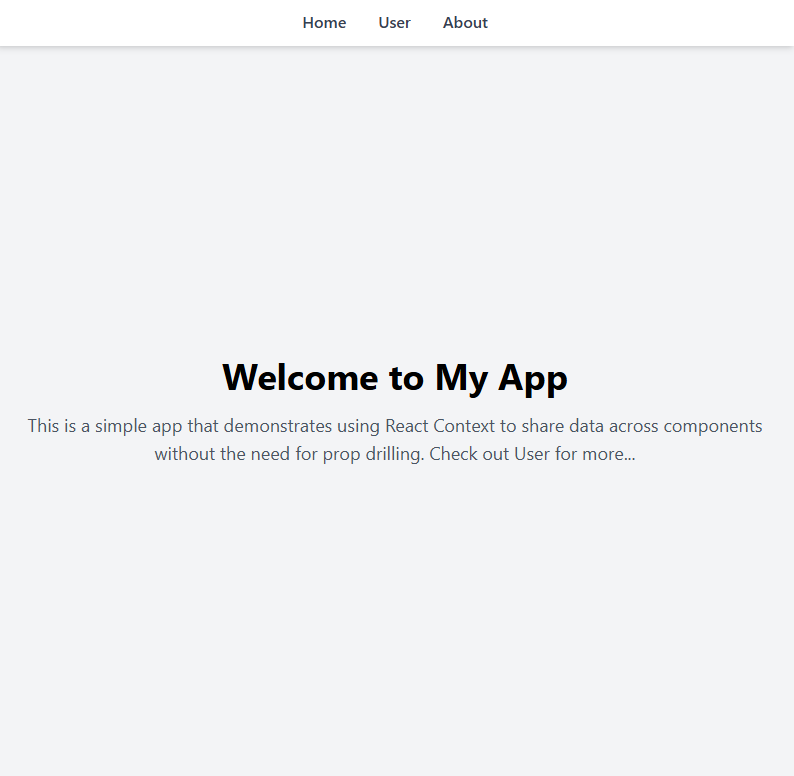 Home User About
Welcome to My App
This is a simple app that demonstrates using React Context to share data across components
without the need for prop drilling. Check out User for more...